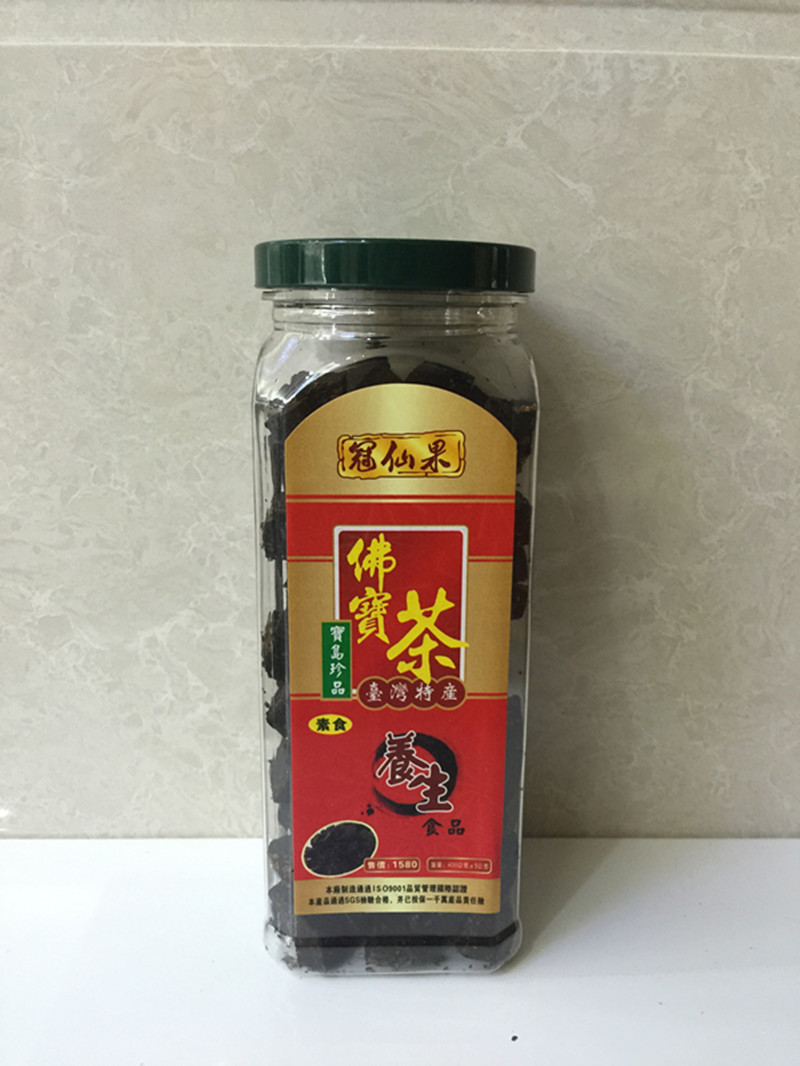 冠仙果
佛寶茶
寶島珍品
臺灣特產
素食
養生
食品
售價：1580
本廠制造通過ISO9001品質管理國際認證
本產品通過SGS檢驗合格，并已投保一千萬產品責任險